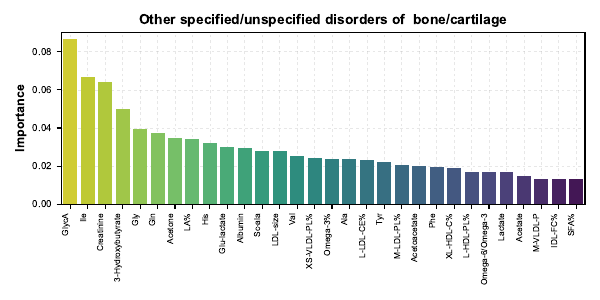 Other specified/unspecified disorders of bone/cartilage
Importance
0.08
0.06
0.04
0.02
0.00
GlycA
Ile
Creatinine
3-Hydroxybutyrate
Gly
Gln
Acetone
LA%
His
Glu-lactate
Albumin
So-ala
LDL-size
Val
XS-VLDL-PL%
Omega-3%
Ala
L-LDL-CE%
Tyr
M-LDL-PL%
Acetoacetate
Phe
XL-HDL-C%
L-HDL-PL%
Omega-6/Omega-3
Lactate
Acetate
M-VLDL-P
IDL-FC%
SFA%